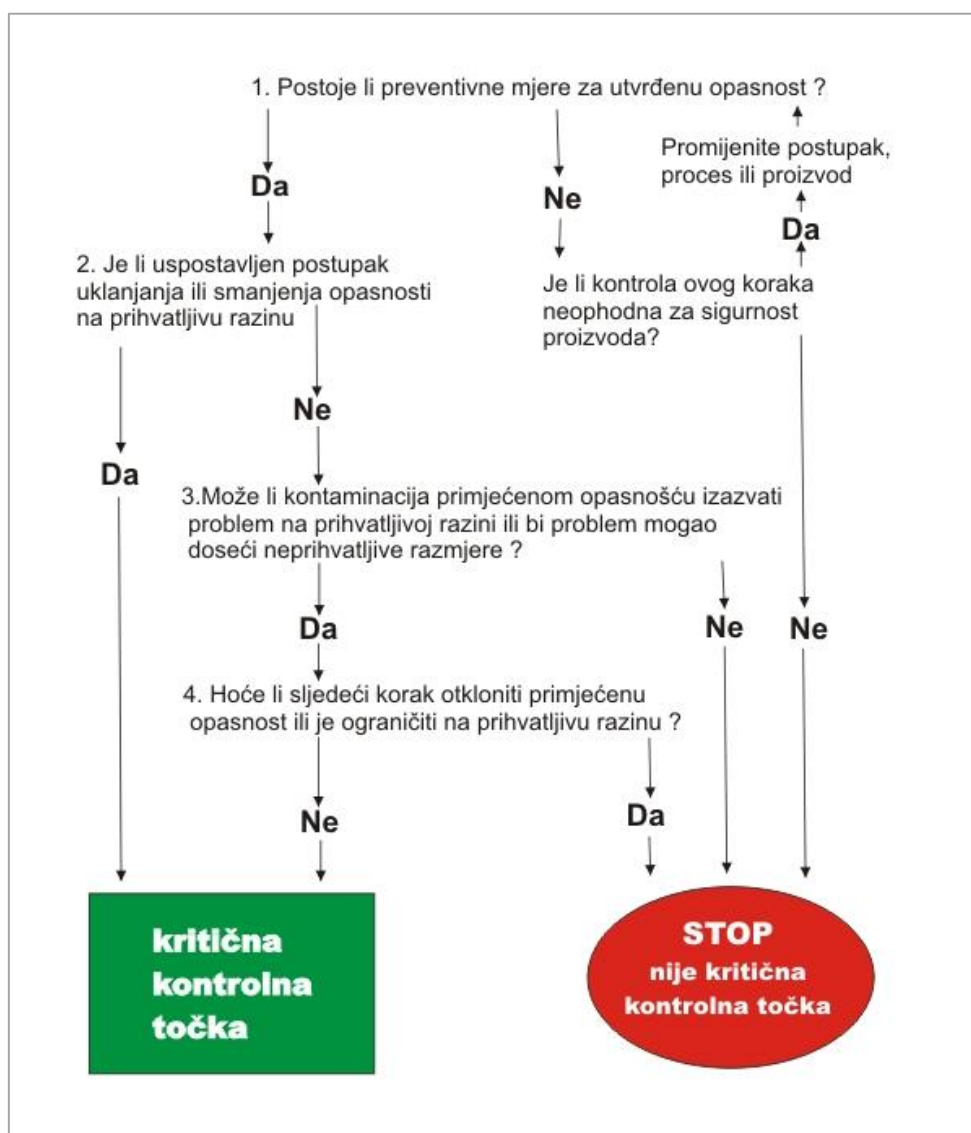 1. Postoje li preventivne mjere za utvrđenu opasnost ?
Promijenite postupak,
proces ili proizvod
Da
Ne
Da
2. Je li uspostavljen postupak
uklanjanja ili smanjenja opasnosti
na prihvatljivu razinu
Je li kontrola ovog koraka
neophodna za sigurnost
proizvoda?
Ne
Da
3.Može li kontaminacija primjećenom opasnošću izazvati
problem na prihvatljivoj razini ili bi problem mogao
doseći neprihvatljive razmjere ?
Da
Ne
Ne
4. Hoće li sljedeći korak otkloniti primjećenu
opasnost ili je ograničiti na prihvatljivu razinu ?
Ne
Da
kritična
kontrolna
točka
STOP
nije kritična
kontrolna točka